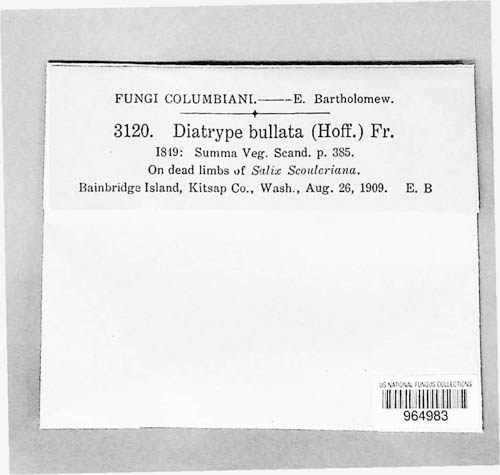 FUNGI COLUMBIANI.——E. Bartholomew.
3120. Diatrype bullata (Hoff.) Fr.
1819: Summa Veg. Scand. p. 385.
On dead limbs of Salix Scouleriana.
Bainbridge Island, Kitsap Co., Wash., Aug. 26, 1909. E. B
US NATIONAL FUNGUS COLLECTIONS
964983